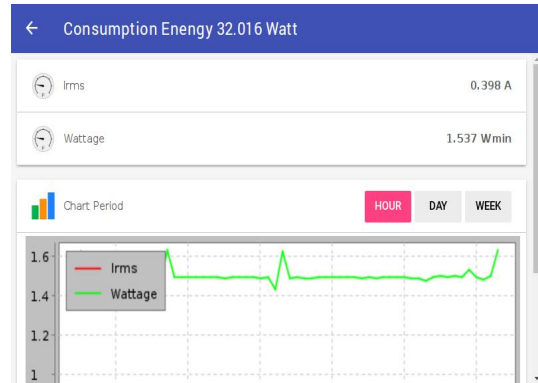 Consumption Enengy 32.016 Watt
Irms
0.398 A
Wattage
1.537 Wmin
Chart Period
HOUR
DAY
WEEK
1.6
Irms
Wattage
1.4
1.2
1